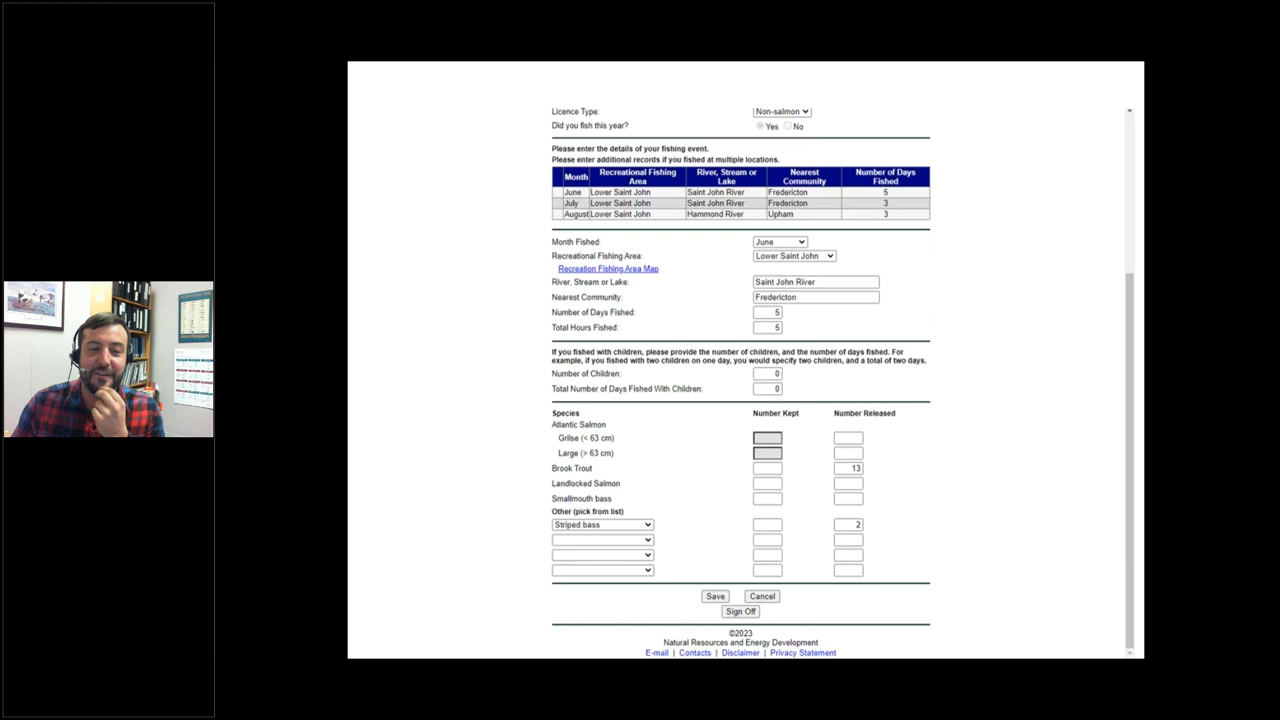 Licence Type: Non-salmon
Did you fish this year? Yes No
Please enter the details of your fishing event.
Please enter additional records if you fished at multiple locations.
Month Recreational Fishing Area River, Stream or Lake Nearest Community Number of Days Fished
June Lower Saint John Saint John River Fredericton 5
July Lower Saint John Saint John River Fredericton 3
August Lower Saint John Hammond River Upham 3
Month Fished: June
Recreational Fishing Area: Lower Saint John
Recreation Fishing Area Map
River, Stream or Lake: Saint John River
Nearest Community: Fredericton
Number of Days Fished: 5
Total Hours Fished: 5
If you fished with children, please provide the number of children, and the number of days fished. For
example, if you fished with two children on one day, you would specify two children, and a total of two days.
Number of Children: 0
Total Number of Days Fished With Children: 0
Species Number Kept Number Released
Atlantic Salmon
Grilse (< 63 cm)
Large (> 63 cm)
Brook Trout 13
Landlocked Salmon
Smallmouth bass
Other (pick from list)
Striped bass 2
Save Cancel
Sign Off
©2023
Natural Resources and Energy Development
E-mail | Contacts | Disclaimer | Privacy Statement